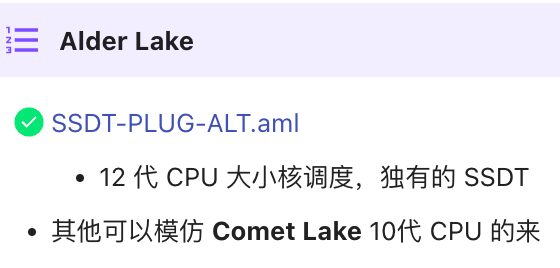 Alder Lake
SSDT-PLUG-ALT.aml
12 代 CPU 大小核调度，独有的 SSDT
其他可以模仿 Comet Lake 10代 CPU 的来